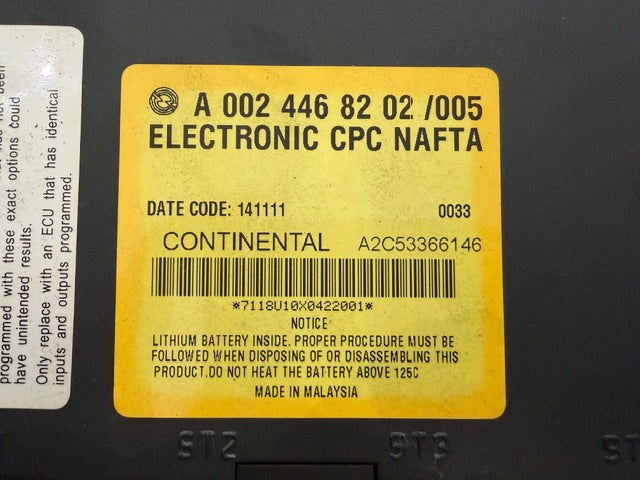 A 002 446 82 02 /005
ELECTRONIC CPC NAFTA
DATE CODE: 141111 0033
CONTINENTAL A2C53366146
*7118U10X0422001*
NOTICE
LITHIUM BATTERY INSIDE. PROPER PROCEDURE MUST BE
FOLLOWED WHEN DISPOSING OF OR DISASSEMBLING THIS
PRODUCT.DO NOT HEAT THE BATTERY ABOVE 125C
MADE IN MALAYSIA
programmed with these exact options could
have unintended results.
Only replace with an ECU that has identical
inputs and outputs programmed.
ST2 ST3